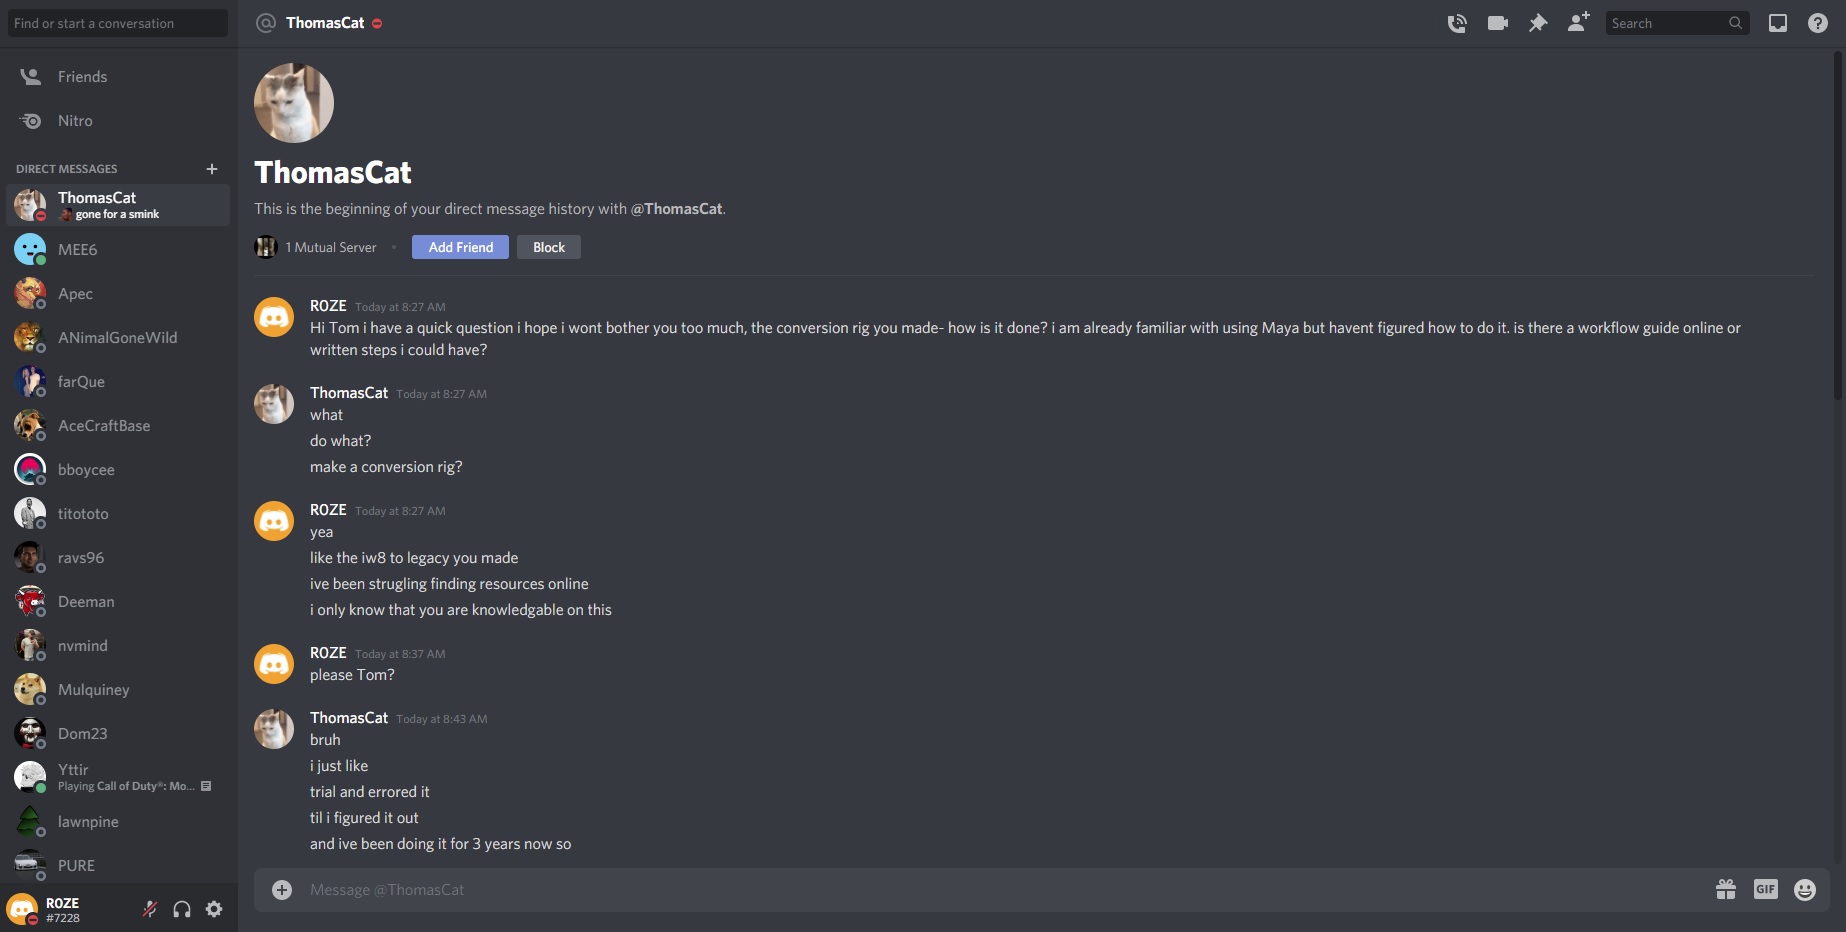 Find or start a conversation
Friends
Nitro
DIRECT MESSAGES
ThomasCat
gone for a smink
MEE6
Apec
ANimalGoneWild
farQue
AceCraftBase
bboycee
titototo
ravs96
Deeman
nvmind
Mulquiney
Dom23
Yttir
Playing Call of Duty®: Mo...
lawnpine
PURE
ROZE
#7228
ThomasCat
Search
ThomasCat
This is the beginning of your direct message history with @ThomasCat.
1 Mutual Server • Add Friend Block
ROZE Today at 8:27 AM
Hi Tom i have a quick question i hope i wont bother you too much, the conversion rig you made- how is it done? i am already familiar with using Maya but havent figured how to do it. is there a workflow guide online or
written steps i could have?
ThomasCat Today at 8:27 AM
what
do what?
make a conversion rig?
ROZE Today at 8:27 AM
yea
like the iw8 to legacy you made
ive been strugling finding resources online
i only know that you are knowledgable on this
ROZE Today at 8:37 AM
please Tom?
ThomasCat Today at 8:43 AM
bruh
i just like
trial and errored it
til i figured it out
and ive been doing it for 3 years now so
Message @ThomasCat
GIF